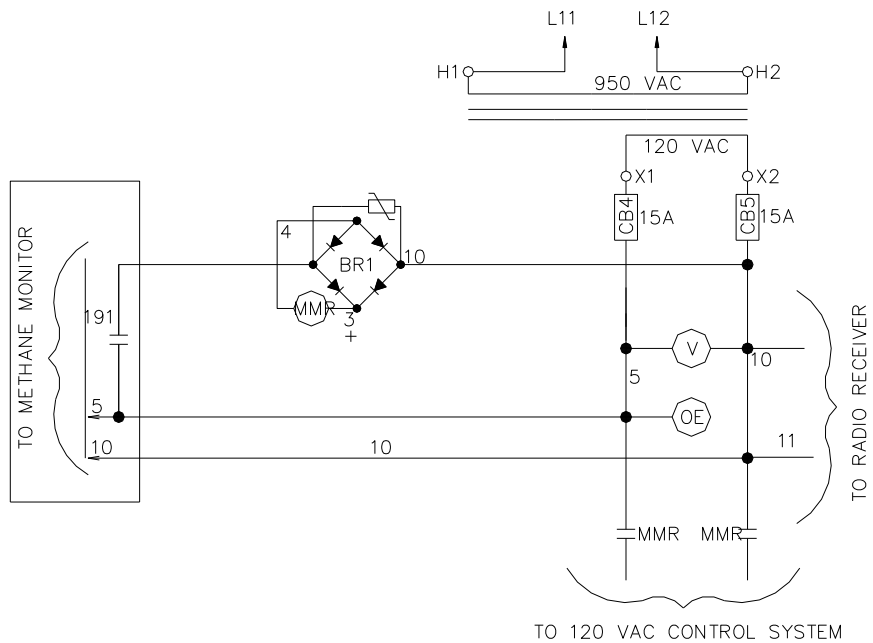 L11
L12
H1
H2
950 VAC
120 VAC
X1
X2
CB4
15A
CB5
15A
4
BR1
10
MMR
3
+
191
TO METHANE MONITOR
V
10
5
5
OE
10
10
11
TO RADIO RECEIVER
MMR
MMR
TO 120 VAC CONTROL SYSTEM